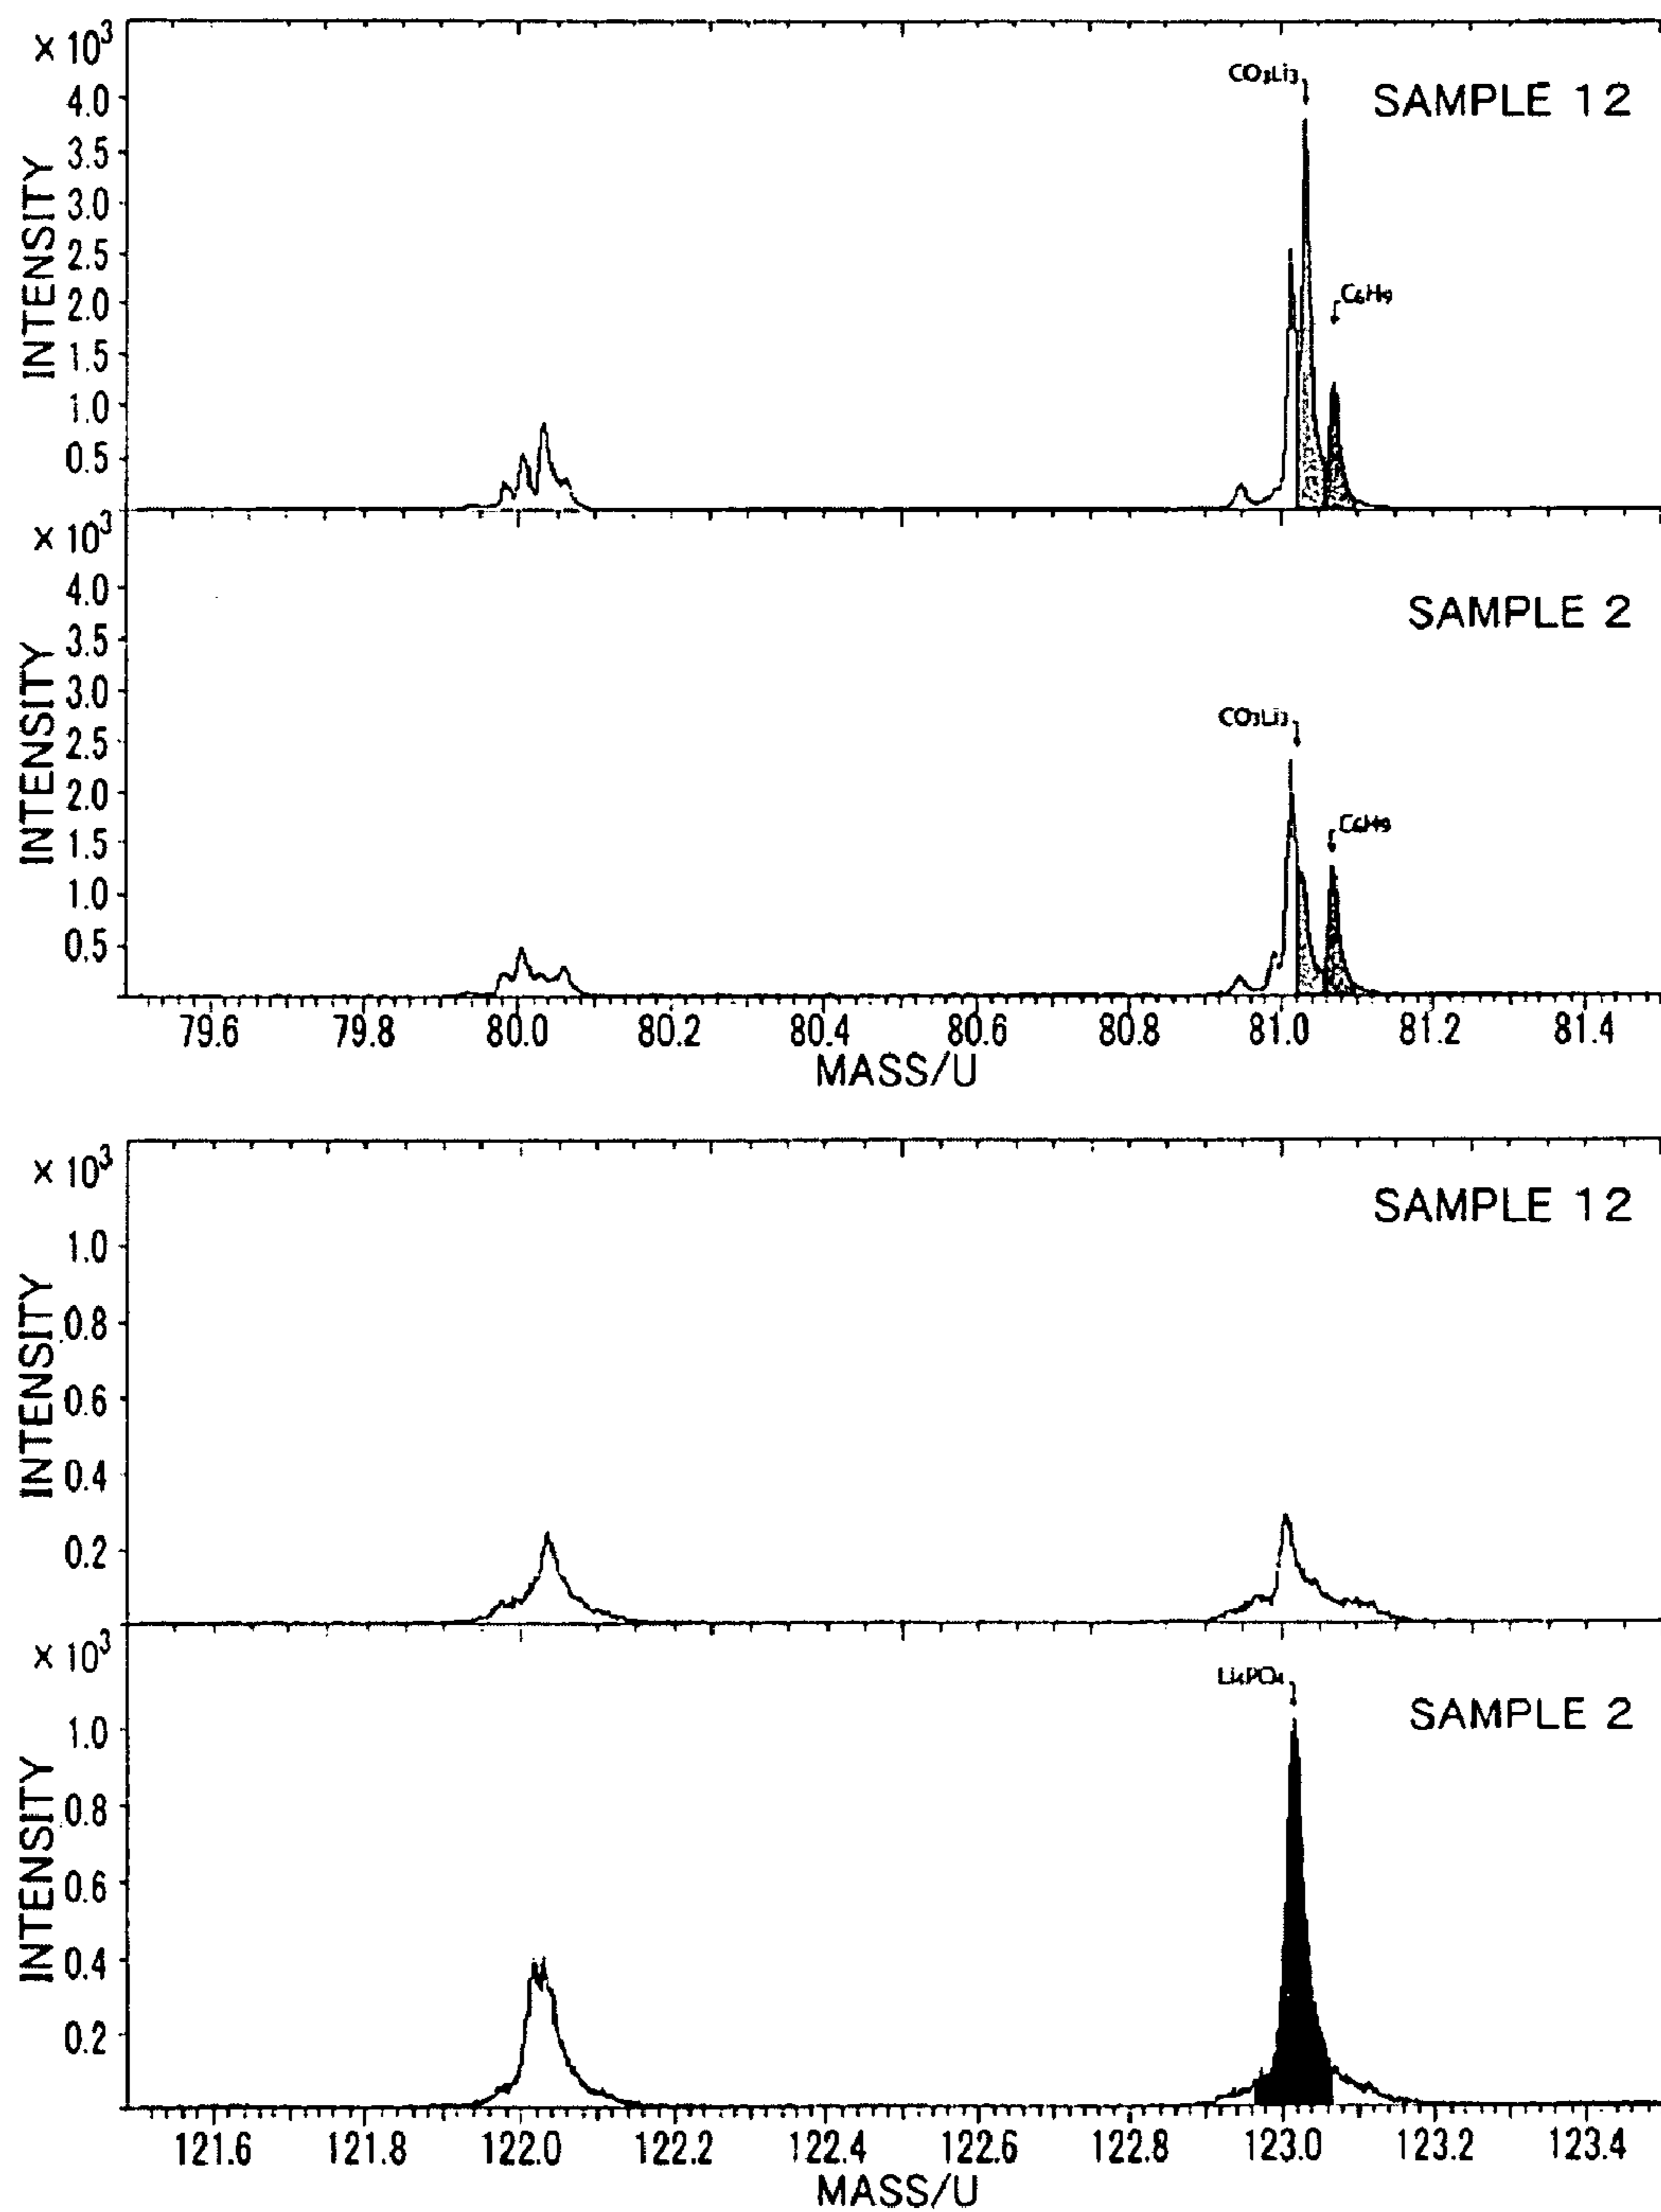 × 10³
CO₃Li₃
SAMPLE 12
4.0
3.5
3.0
2.5
2.0
1.5
1.0
0.5
INTENSITY
C₆H₉
× 10³
4.0
SAMPLE 2
3.5
3.0
CO₃Li₃
2.5
2.0
1.5
1.0
0.5
INTENSITY
C₆H₉
79.6 79.8 80.0 80.2 80.4 80.6 80.8 81.0 81.2 81.4
MASS/U
× 10³
SAMPLE 12
1.0
0.8
0.6
0.4
0.2
INTENSITY
× 10³
Li₄PO₄
SAMPLE 2
1.0
0.8
0.6
0.4
0.2
INTENSITY
121.6 121.8 122.0 122.2 122.4 122.6 122.8 123.0 123.2 123.4
MASS/U